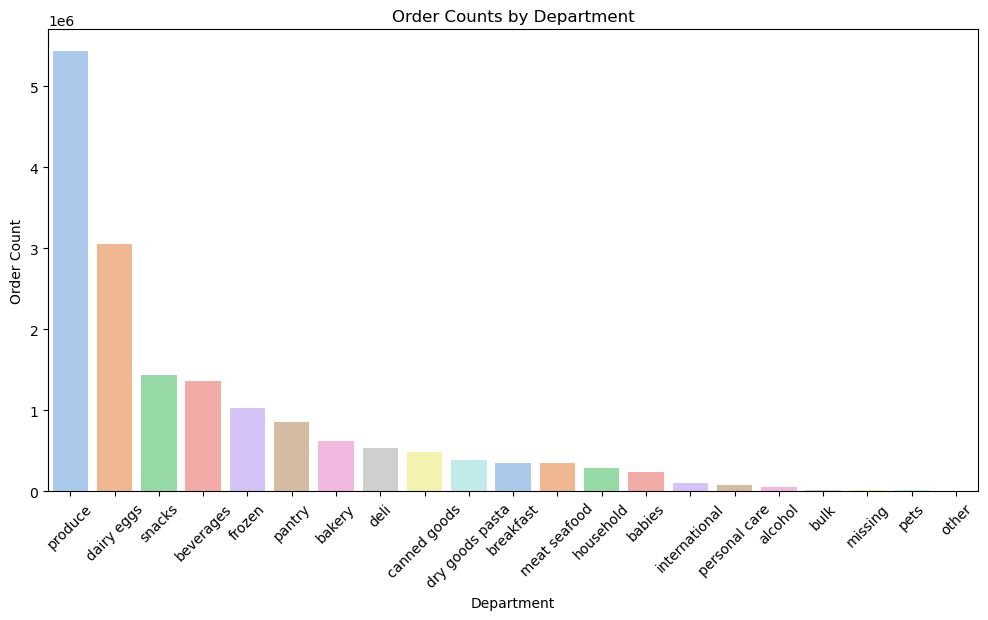 Order Counts by Department
1e6
5
4
3
2
1
0
Order Count
produce
dairy eggs
snacks
beverages
frozen
pantry
bakery
deli
canned goods
dry goods pasta
breakfast
meat seafood
household
babies
international
personal care
alcohol
bulk
missing
pets
other
Department